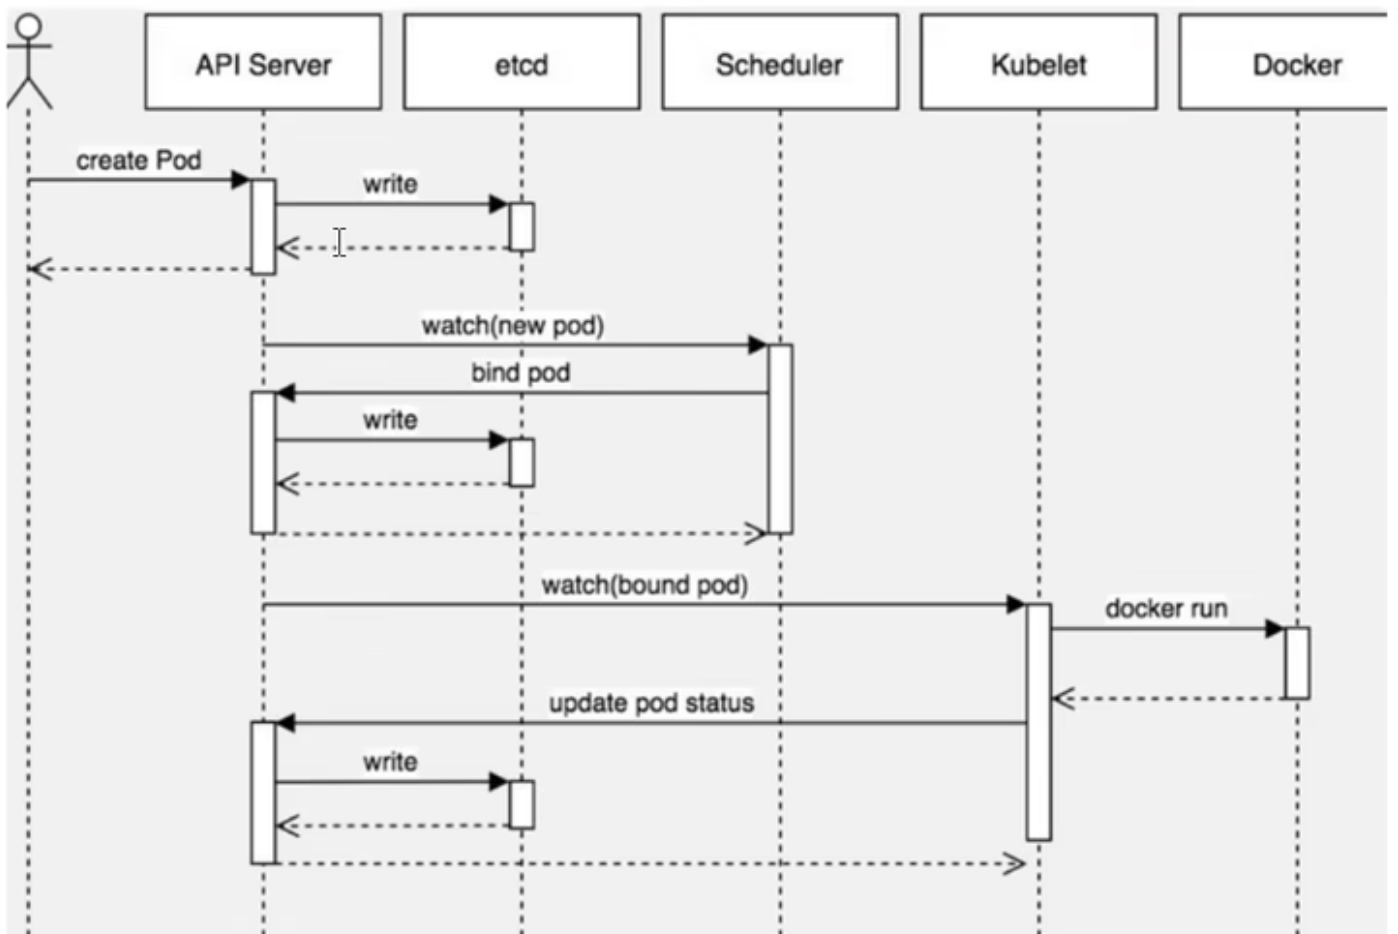 API Server
etcd
Scheduler
Kubelet
Docker
create Pod
write
watch(new pod)
bind pod
write
watch(bound pod)
docker run
update pod status
write